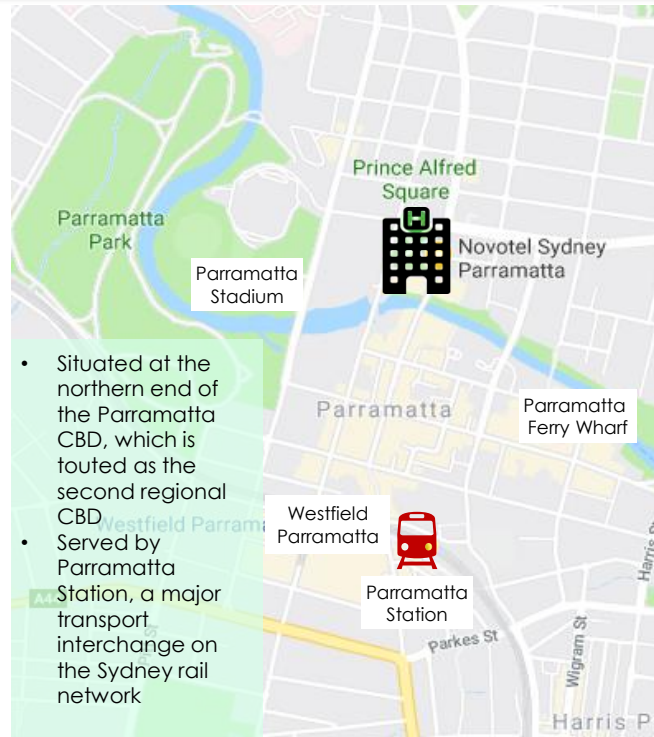 Prince Alfred
Square
H
Novotel Sydney
Parramatta
Parramatta
Park
Parramatta
Stadium
• Situated at the
northern end of
the Parramatta
CBD, which is
touted as the
second regional
CBD
Parramatta
Parramatta
Ferry Wharf
Westfield
• Served by
Parramatta
Station, a major
transport
interchange on
the Sydney rail
network
Westfield
Parramatta
Parramatta
Station
Parkes St
Wigram St
Harris
Harris P